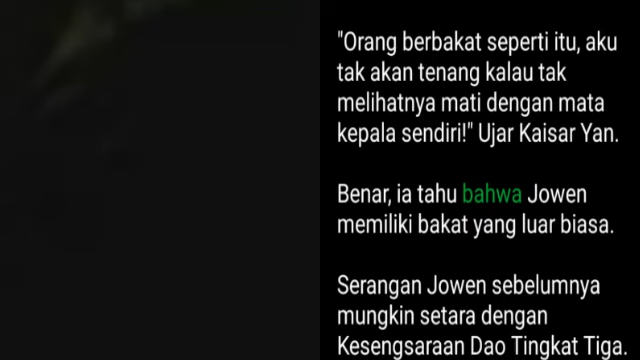 "Orang berbakat seperti itu, aku
tak akan tenang kalau tak
melihatnya mati dengan mata
kepala sendiri!" Ujar Kaisar Yan.
Benar, ia tahu bahwa Jowen
memiliki bakat yang luar biasa.
Serangan Jowen sebelumnya
mungkin setara dengan
Kesengsaraan Dao Tingkat Tiga.